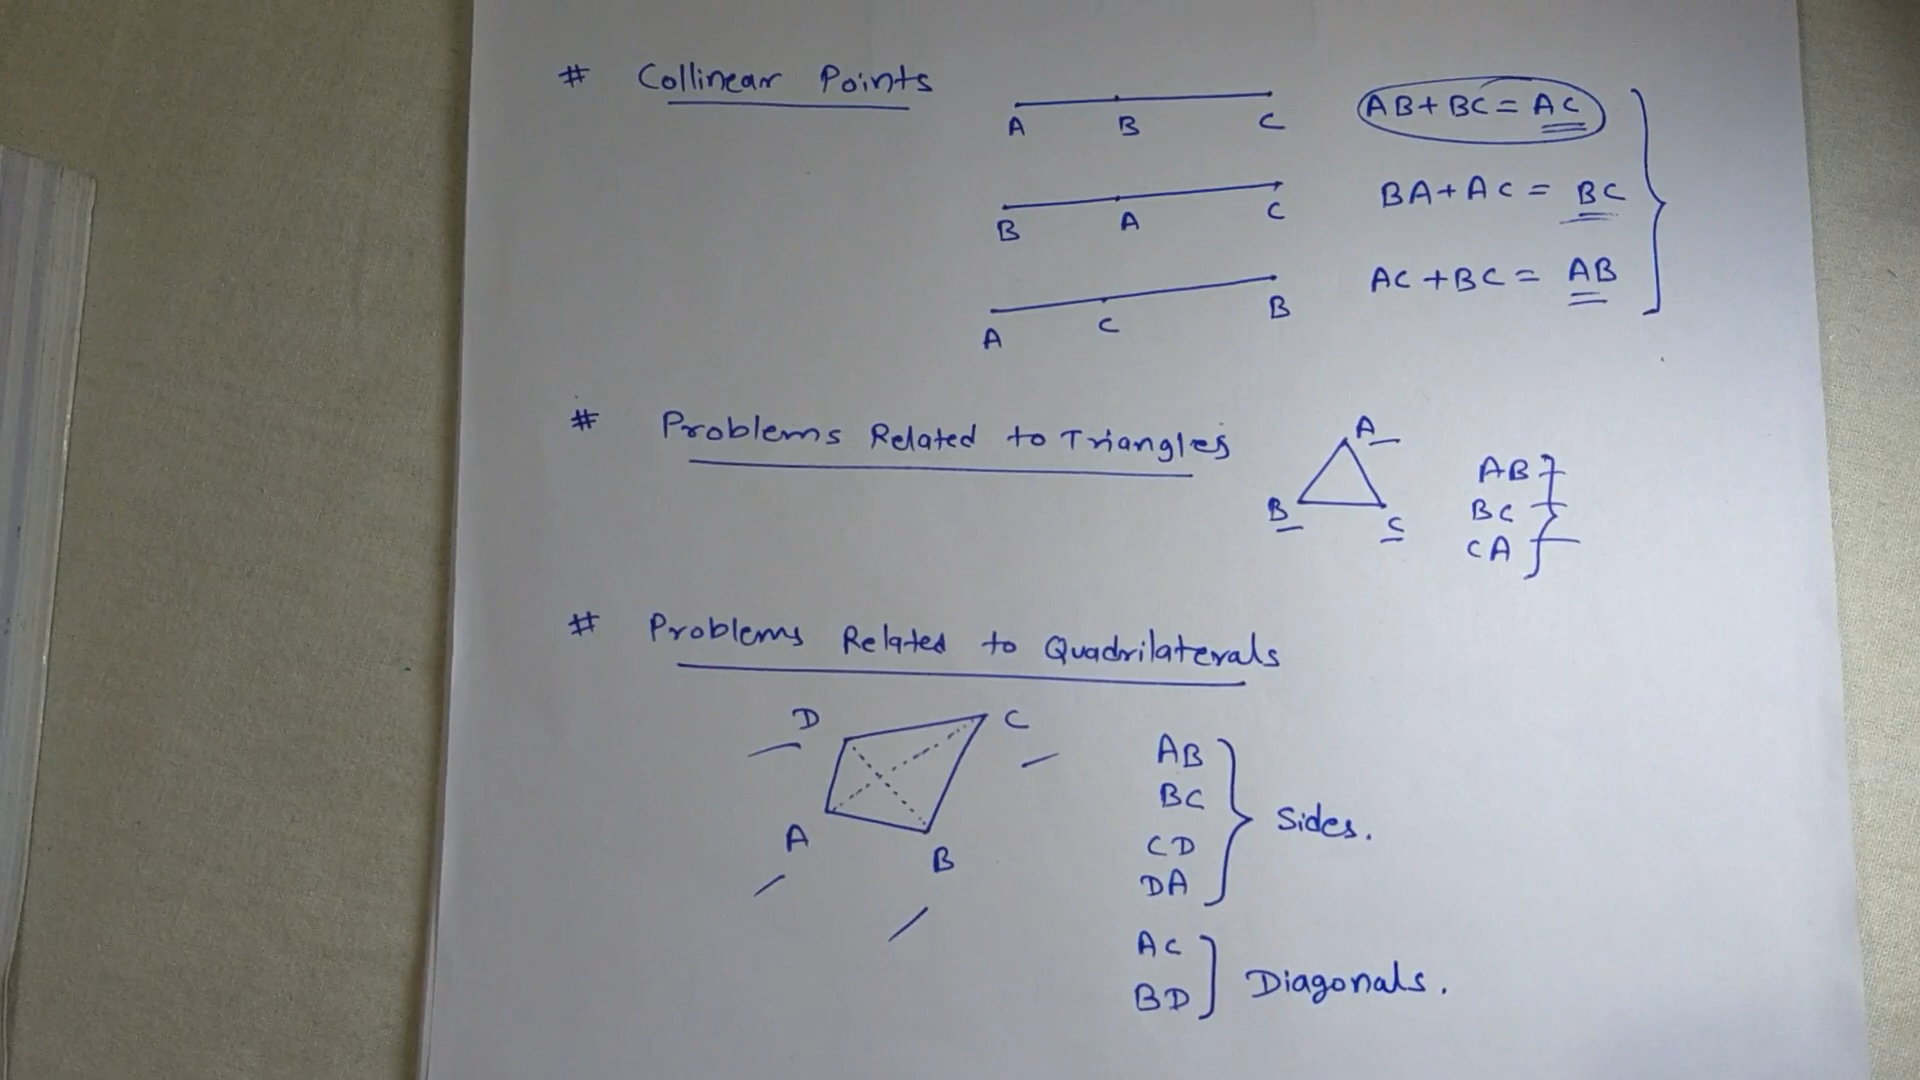 # Collinear Points
A B C
AB + BC = AC
B A C
BA + AC = BC
A C B
AC + BC = AB
# Problems Related to Triangles
A
B C
AB
BC
CA
# Problems Related to Quadrilaterals
D C
A B
AB
BC
CD
DA
Sides.
AC
BD
Diagonals.